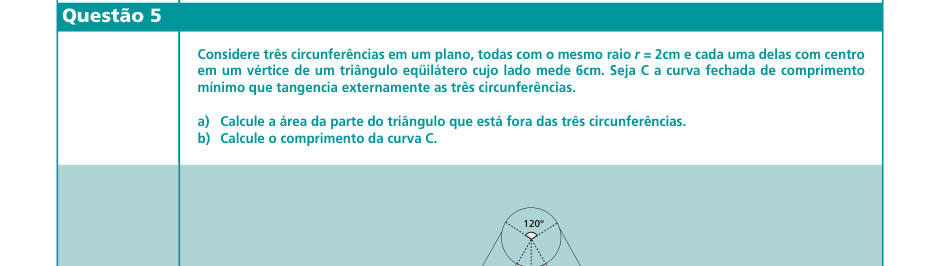 Questão 5
Considere três circunferências em um plano, todas com o mesmo raio r = 2cm e cada uma delas com centro
em um vértice de um triângulo eqüilátero cujo lado mede 6cm. Seja C a curva fechada de comprimento
mínimo que tangencia externamente as três circunferências.
a) Calcule a área da parte do triângulo que está fora das três circunferências.
b) Calcule o comprimento da curva C.
120º